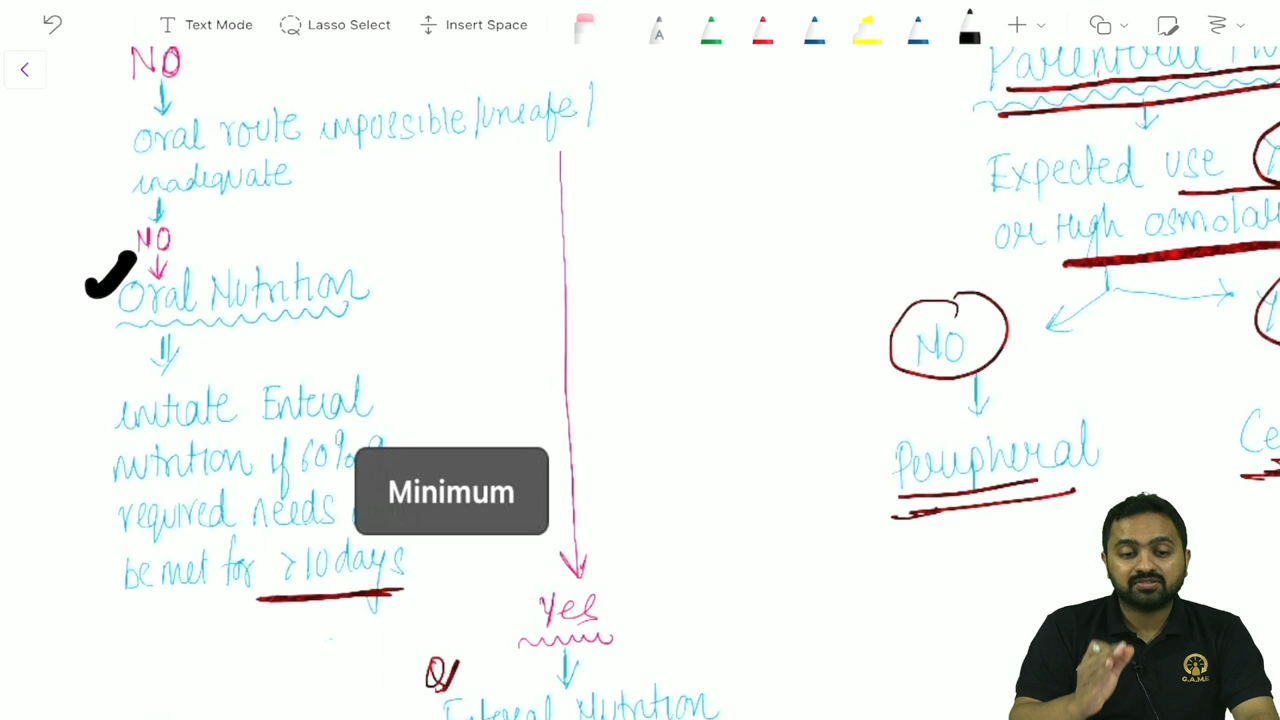 Text Mode
Lasso Select
Insert Space
A
NO
oral route impossible/unsafe/
inadequate
NO
Oral Nutrition
initiate Enteral
nutrition if 60% of
required needs
be met for >10 days
Minimum
Yes
Q/
Enteral Nutrition
Parenteral
Expected use
or High osmolar
NO
Y
Peripheral
Ce
G.A.M.E